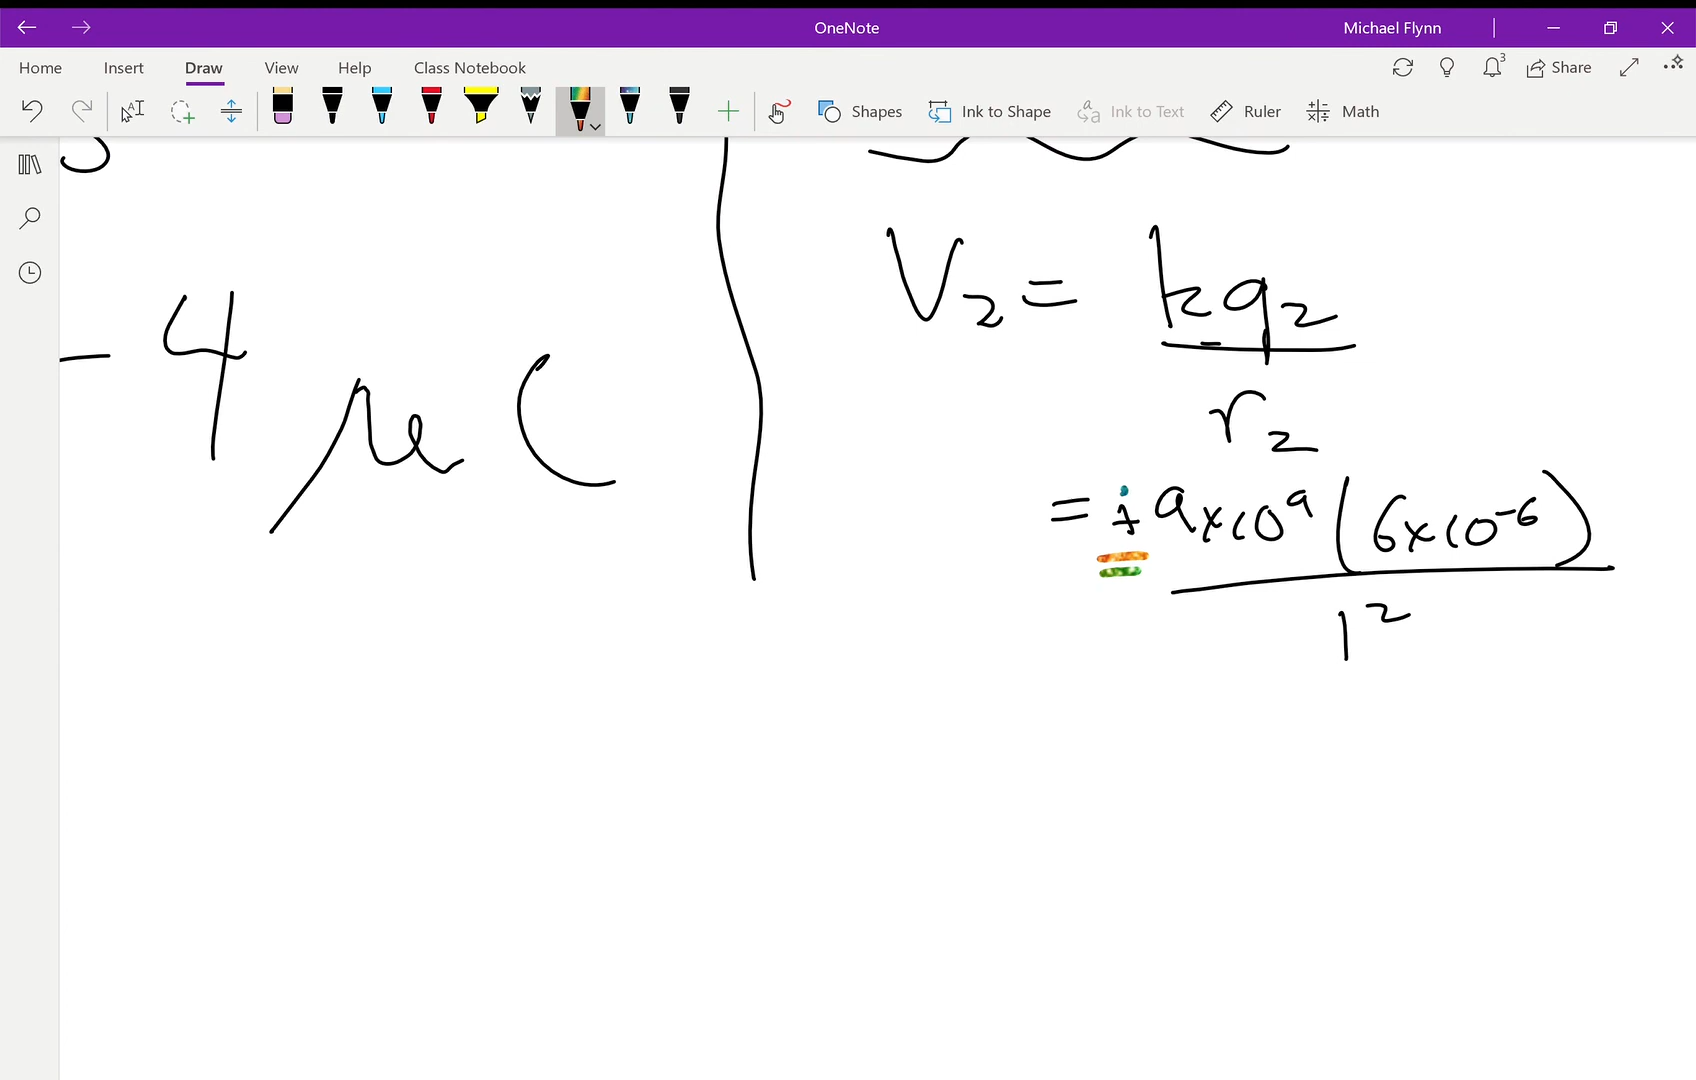 OneNote
Michael Flynn
Home Insert Draw View Help Class Notebook
3
Share
Shapes
Ink to Shape
Ink to Text
Ruler
Math
- 4 μC
V₂ = kq₂
r₂
= + 9x10⁹ (6x10⁻⁶)
1²